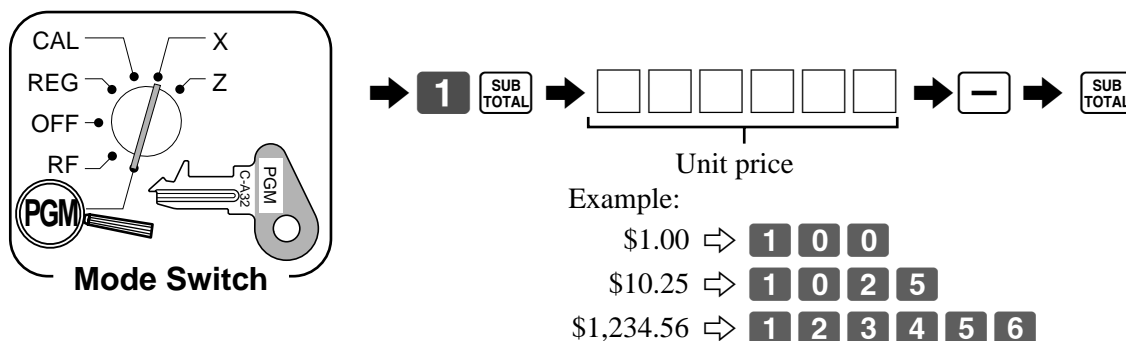 CAL
X
REG
Z
OFF
RF
PGM
C-A32
PGM
Mode Switch
1
SUB
TOTAL
−
SUB
TOTAL
Unit price
Example:
$1.00 ⇨ 1 0 0
$10.25 ⇨ 1 0 2 5
$1,234.56 ⇨ 1 2 3 4 5 6